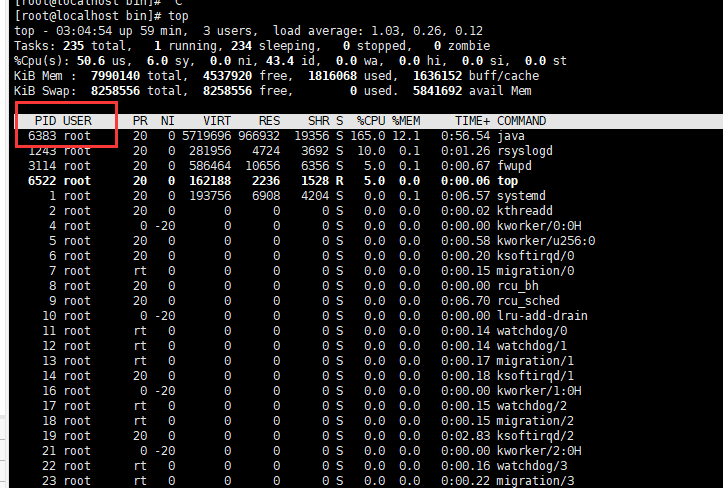 [root@localhost bin]# ^C
[root@localhost bin]# top
top - 03:04:54 up 59 min,  3 users,  load average: 1.03, 0.26, 0.12
Tasks: 235 total,   1 running, 234 sleeping,   0 stopped,   0 zombie
%Cpu(s): 50.6 us,  6.0 sy,  0.0 ni, 43.4 id,  0.0 wa,  0.0 hi,  0.0 si,  0.0 st
KiB Mem :  7990140 total,  4537920 free,  1816068 used,  1636152 buff/cache
KiB Swap:  8258556 total,  8258556 free,        0 used.  5841692 avail Mem
PID USER      PR  NI    VIRT    RES    SHR S  %CPU %MEM     TIME+ COMMAND
6383 root      20   0 5719696 966932  19356 S 165.0 12.1   0:56.54 java
1243 root      20   0  281956   4724   3692 S  10.0  0.1   0:01.26 rsyslogd
3114 root      20   0  586464  10656   6356 S   5.0  0.1   0:00.67 fwupd
6522 root      20   0  162188   2236   1528 R   5.0  0.0   0:00.06 top
1 root      20   0  193756   6908   4204 S   0.0  0.1   0:06.57 systemd
2 root      20   0       0      0      0 S   0.0  0.0   0:00.02 kthreadd
4 root       0 -20       0      0      0 S   0.0  0.0   0:00.00 kworker/0:0H
5 root      20   0       0      0      0 S   0.0  0.0   0:00.58 kworker/u256:0
6 root      20   0       0      0      0 S   0.0  0.0   0:00.20 ksoftirqd/0
7 root      rt   0       0      0      0 S   0.0  0.0   0:00.15 migration/0
8 root      20   0       0      0      0 S   0.0  0.0   0:00.00 rcu_bh
9 root      20   0       0      0      0 S   0.0  0.0   0:06.70 rcu_sched
10 root       0 -20       0      0      0 S   0.0  0.0   0:00.00 lru-add-drain
11 root      rt   0       0      0      0 S   0.0  0.0   0:00.14 watchdog/0
12 root      rt   0       0      0      0 S   0.0  0.0   0:00.14 watchdog/1
13 root      rt   0       0      0      0 S   0.0  0.0   0:00.17 migration/1
14 root      20   0       0      0      0 S   0.0  0.0   0:00.18 ksoftirqd/1
16 root       0 -20       0      0      0 S   0.0  0.0   0:00.00 kworker/1:0H
17 root      rt   0       0      0      0 S   0.0  0.0   0:00.15 watchdog/2
18 root      rt   0       0      0      0 S   0.0  0.0   0:00.15 migration/2
19 root      20   0       0      0      0 S   0.0  0.0   0:02.83 ksoftirqd/2
21 root       0 -20       0      0      0 S   0.0  0.0   0:00.00 kworker/2:0H
22 root      rt   0       0      0      0 S   0.0  0.0   0:00.16 watchdog/3
23 root      rt   0       0      0      0 S   0.0  0.0   0:00.22 migration/3